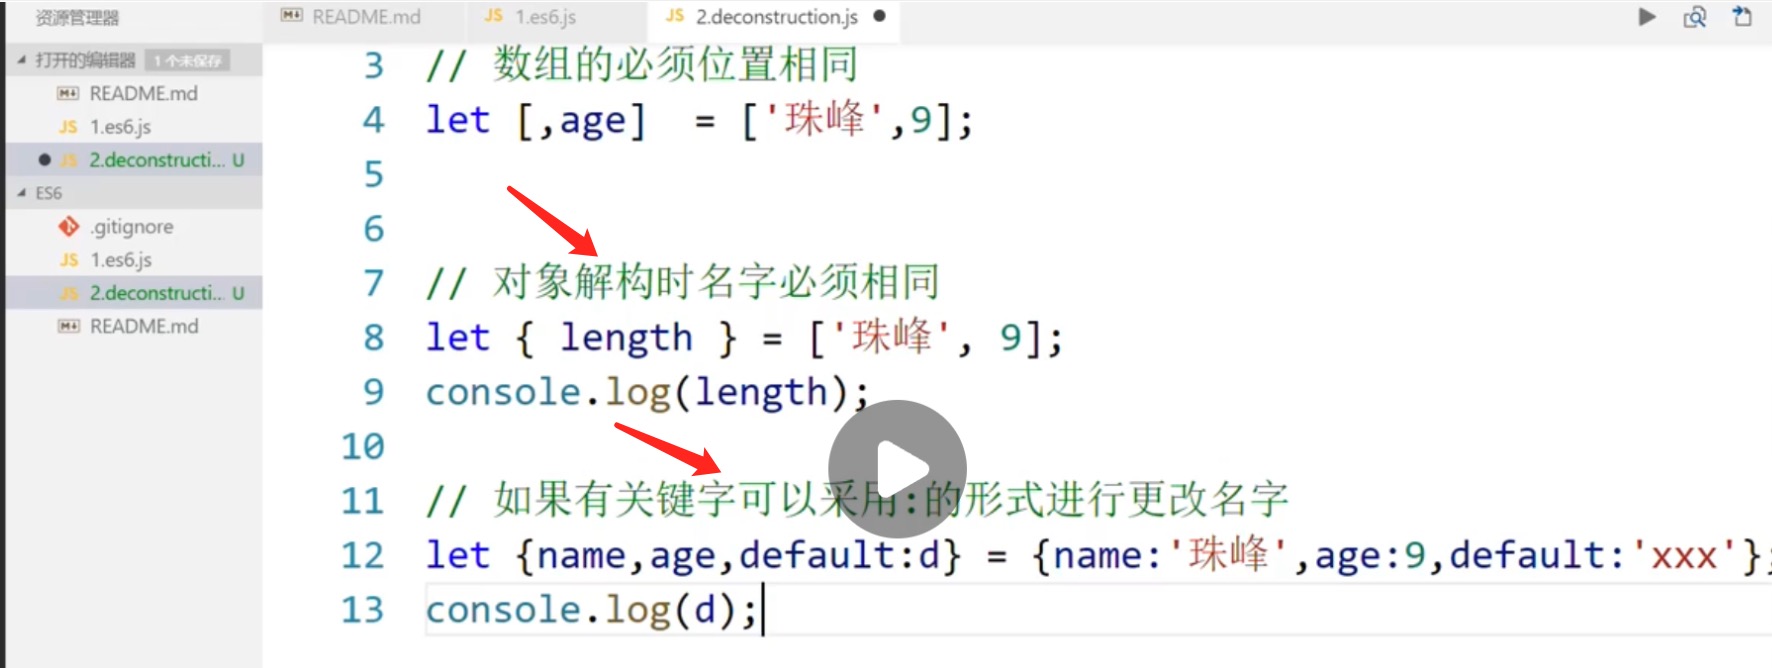 资源管理器
README.md
1.es6.js
2.deconstruction.js
打开的编辑器 1 个未保存
README.md
JS 1.es6.js
JS 2.deconstructi... U
ES6
.gitignore
JS 1.es6.js
JS 2.deconstructi... U
README.md
3 // 数组的必须位置相同
4 let [,age]  = ['珠峰',9];
5
6
7 // 对象解构时名字必须相同
8 let { length } = ['珠峰', 9];
9 console.log(length);
10
11 // 如果有关键字可以采用:的形式进行更改名字
12 let {name,age,default:d} = {name:'珠峰',age:9,default:'xxx'};
13 console.log(d);